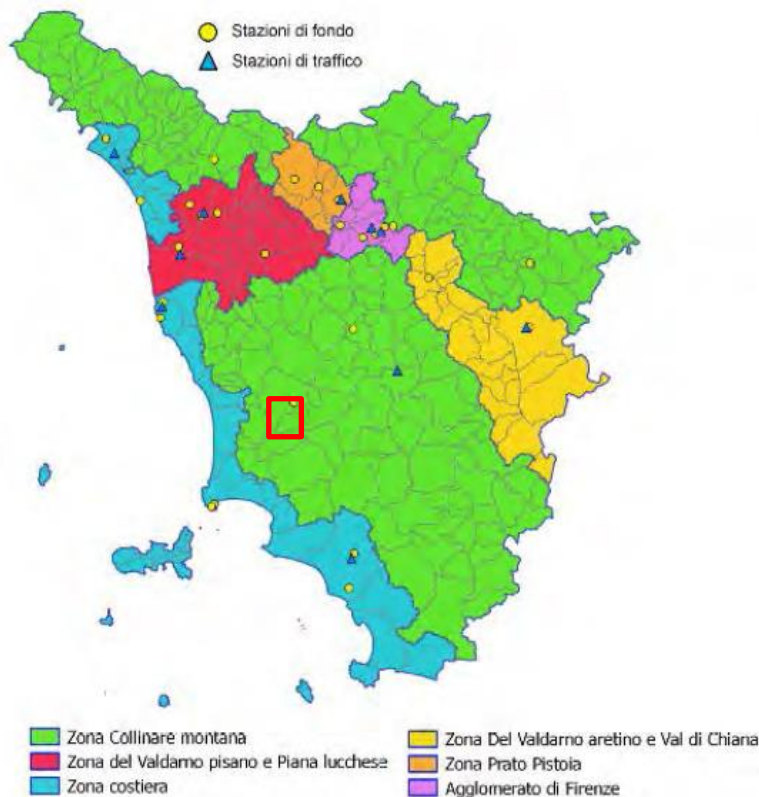 Stazioni di fondo
Stazioni di traffico
Zona Collinare montana
Zona del Valdarno pisano e Piana lucchese
Zona costiera
Zona Del Valdarno aretino e Val di Chiana
Zona Prato Pistoia
Agglomerato di Firenze